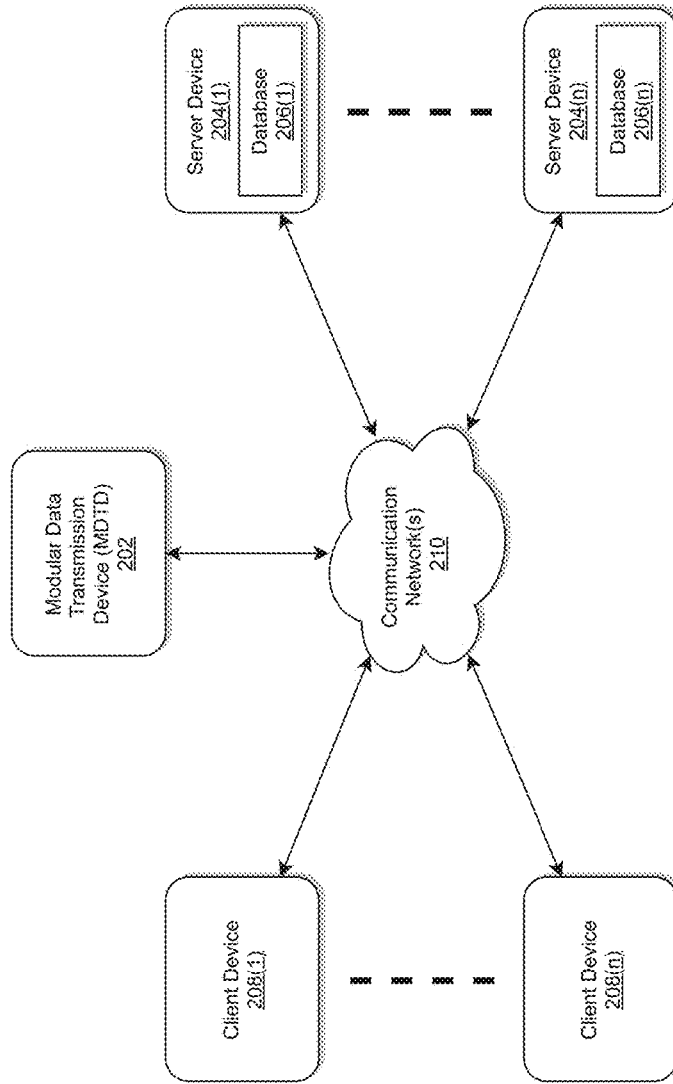 Modular Data
Transmission
Device (MDTD)
202
Client Device
208(1)
Communication
Network(s)
210
Server Device
204(1)
Database
206(1)
Client Device
208(n)
Server Device
204(n)
Database
206(n)